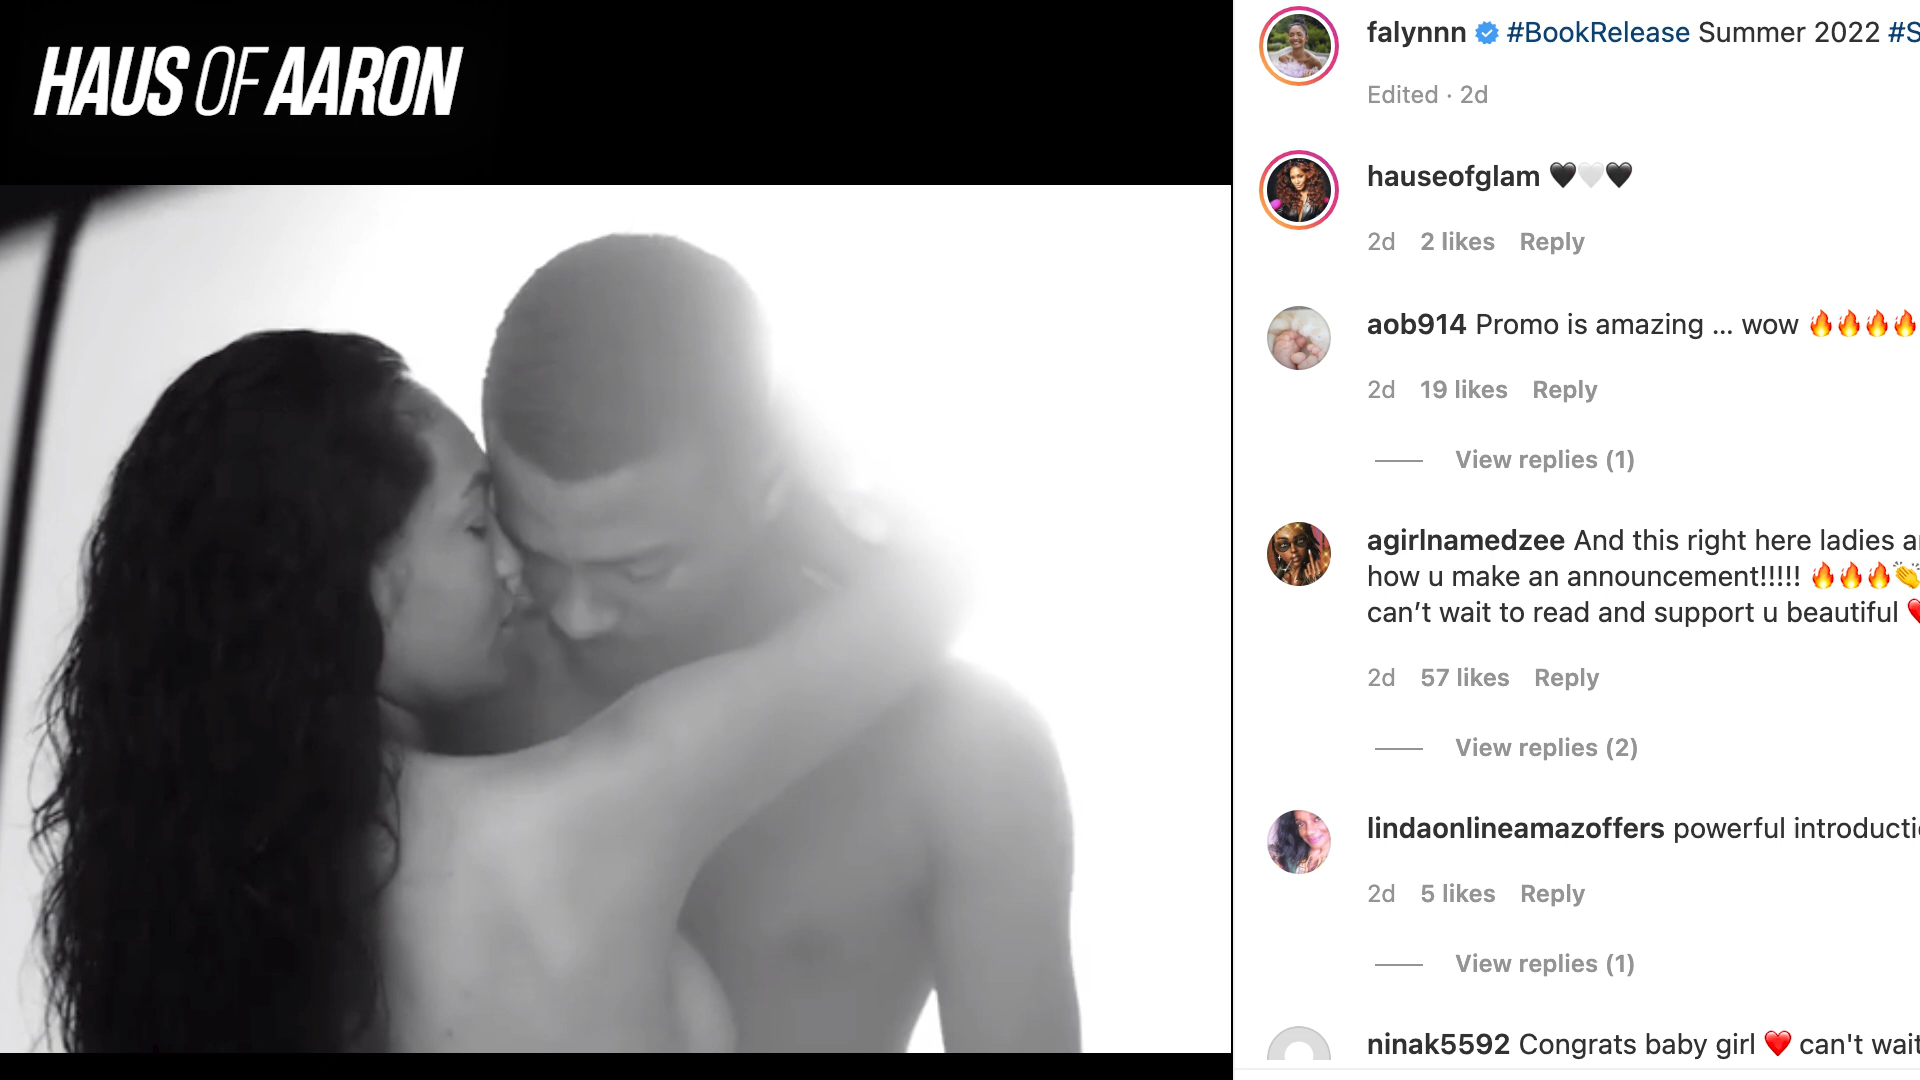 HAUS OF AARON
falynnn #BookRelease Summer 2022
Edited · 2d
hauseofglam 🖤🤍🖤
2d 2 likes Reply
aob914 Promo is amazing ... wow 🔥🔥🔥🔥
2d 19 likes Reply
View replies (1)
agirlnamedzee And this right here ladies
how u make an announcement!!!!! 🔥🔥🔥👏
can't wait to read and support u beautiful ❤️
2d 57 likes Reply
View replies (2)
lindaonlineamazoffers powerful
2d 5 likes Reply
View replies (1)
ninak5592 Congrats baby girl ❤️ can't wait